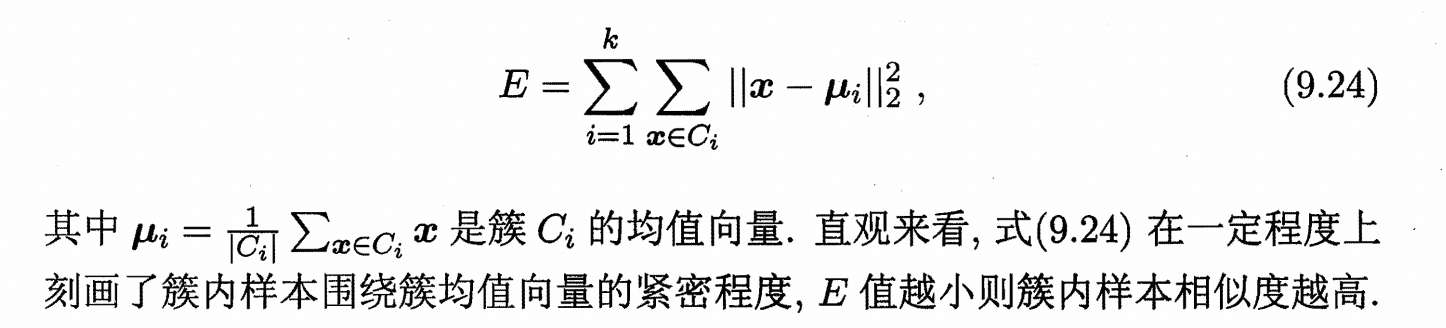 $$E = \sum_{i=1}^{k} \sum_{\boldsymbol{x} \in C_i} ||\boldsymbol{x} - \boldsymbol{\mu}_i||_2^2 \ , \qquad (9.24)$$
其中 $\boldsymbol{\mu}_i = \frac{1}{|C_i|} \sum_{\boldsymbol{x} \in C_i} \boldsymbol{x}$ 是簇 $C_i$ 的均值向量. 直观来看, 式(9.24) 在一定程度上
刻画了簇内样本围绕簇均值向量的紧密程度, $E$ 值越小则簇内样本相似度越高.